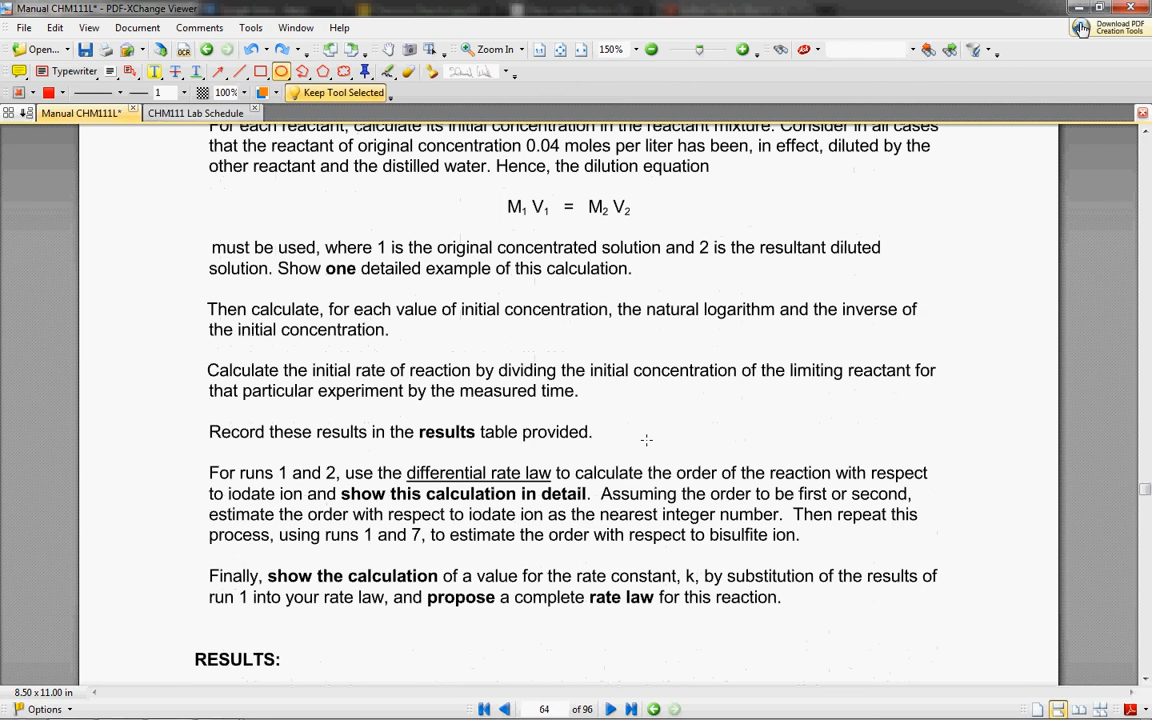 Manual CHM111L* - PDF-XChange Viewer
File Edit View Document Comments Tools Window Help
Download PDF
Creation Tools
Open... OCR Zoom In 150%
Typewriter T T T
1 100% Keep Tool Selected
Manual CHM111L* CHM111 Lab Schedule
For each reactant, calculate its initial concentration in the reactant mixture. Consider in all cases
that the reactant of original concentration 0.04 moles per liter has been, in effect, diluted by the
other reactant and the distilled water. Hence, the dilution equation
M1 V1 = M2 V2
must be used, where 1 is the original concentrated solution and 2 is the resultant diluted
solution. Show one detailed example of this calculation.
Then calculate, for each value of initial concentration, the natural logarithm and the inverse of
the initial concentration.
Calculate the initial rate of reaction by dividing the initial concentration of the limiting reactant for
that particular experiment by the measured time.
Record these results in the results table provided.
For runs 1 and 2, use the differential rate law to calculate the order of the reaction with respect
to iodate ion and show this calculation in detail. Assuming the order to be first or second,
estimate the order with respect to iodate ion as the nearest integer number. Then repeat this
process, using runs 1 and 7, to estimate the order with respect to bisulfite ion.
Finally, show the calculation of a value for the rate constant, k, by substitution of the results of
run 1 into your rate law, and propose a complete rate law for this reaction.
RESULTS:
8.50 x 11.00 in
Options 64 of 96